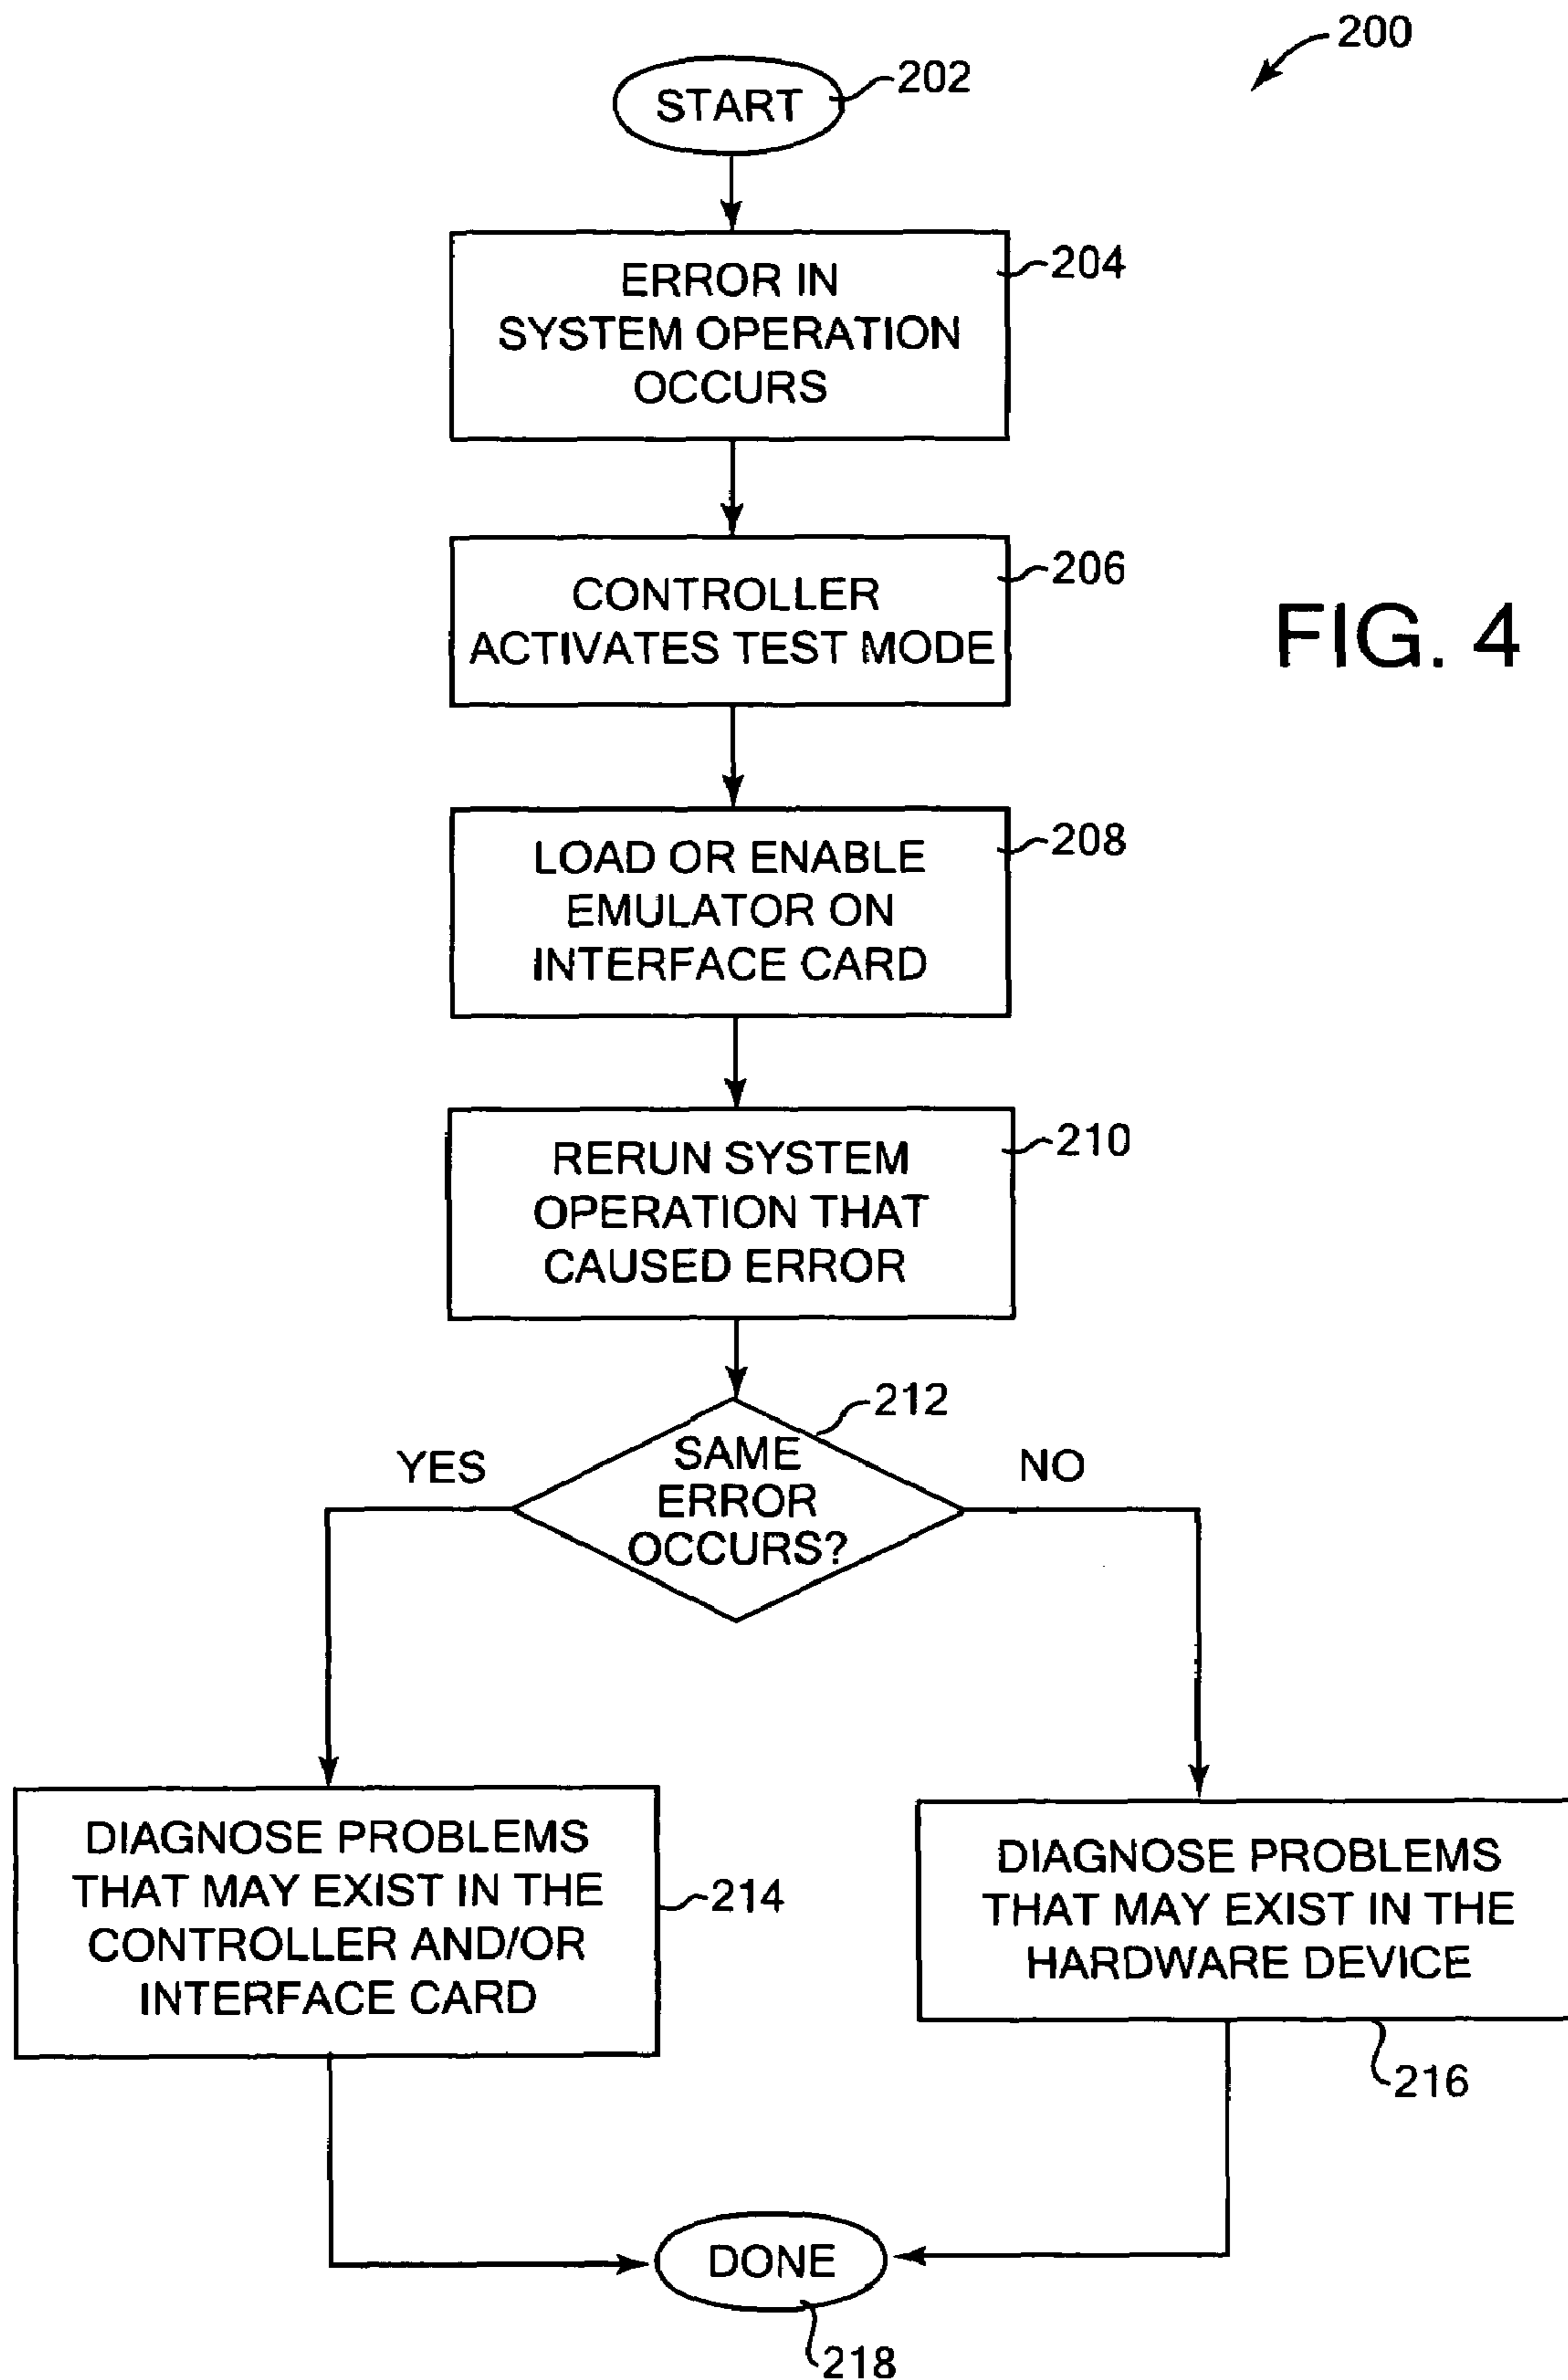 200
START
202
ERROR IN
SYSTEM OPERATION
OCCURS
204
CONTROLLER
ACTIVATES TEST MODE
206
FIG. 4
LOAD OR ENABLE
EMULATOR ON
INTERFACE CARD
208
RERUN SYSTEM
OPERATION THAT
CAUSED ERROR
210
212
SAME
ERROR
OCCURS?
YES
NO
DIAGNOSE PROBLEMS
THAT MAY EXIST IN THE
CONTROLLER AND/OR
INTERFACE CARD
214
DIAGNOSE PROBLEMS
THAT MAY EXIST IN THE
HARDWARE DEVICE
216
DONE
218